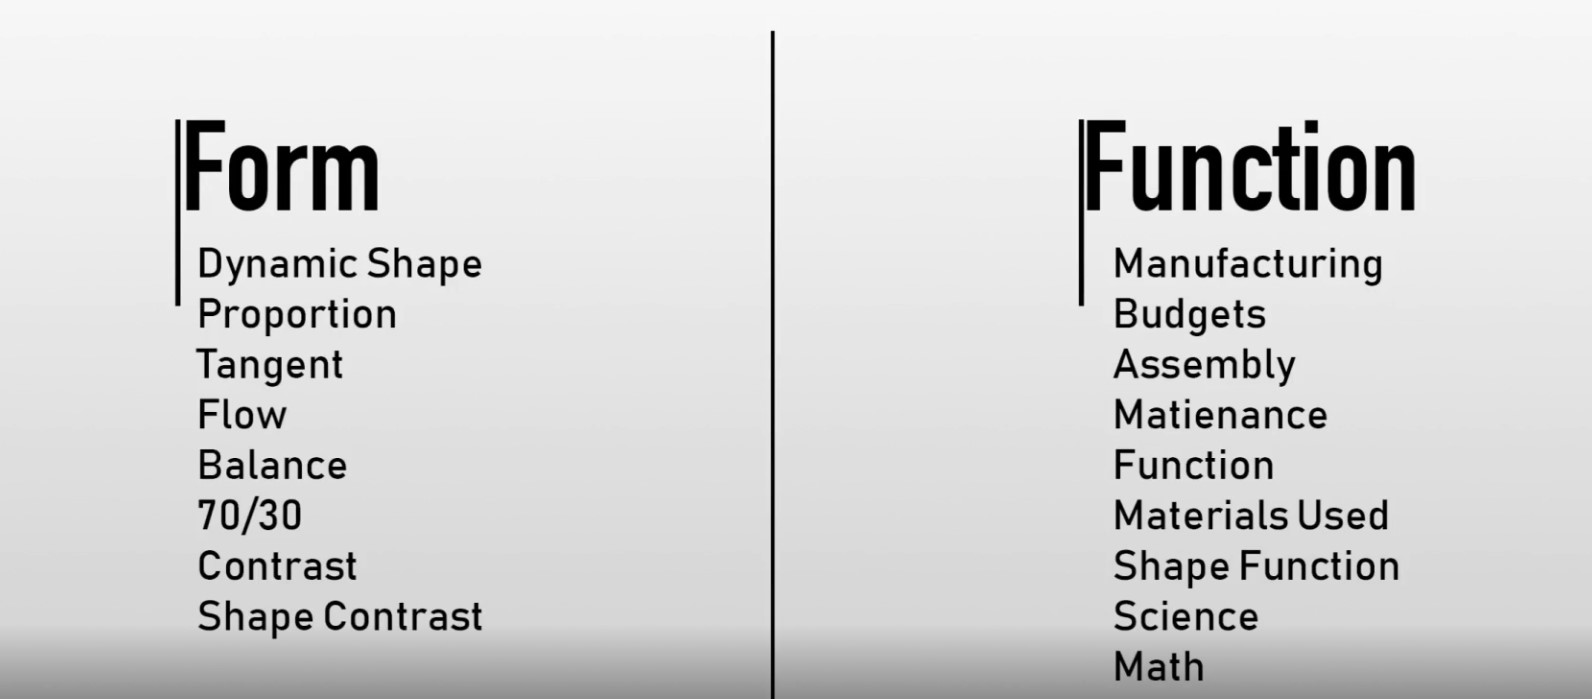 Form
Dynamic Shape
Proportion
Tangent
Flow
Balance
70/30
Contrast
Shape Contrast
Function
Manufacturing
Budgets
Assembly
Matienance
Function
Materials Used
Shape Function
Science
Math